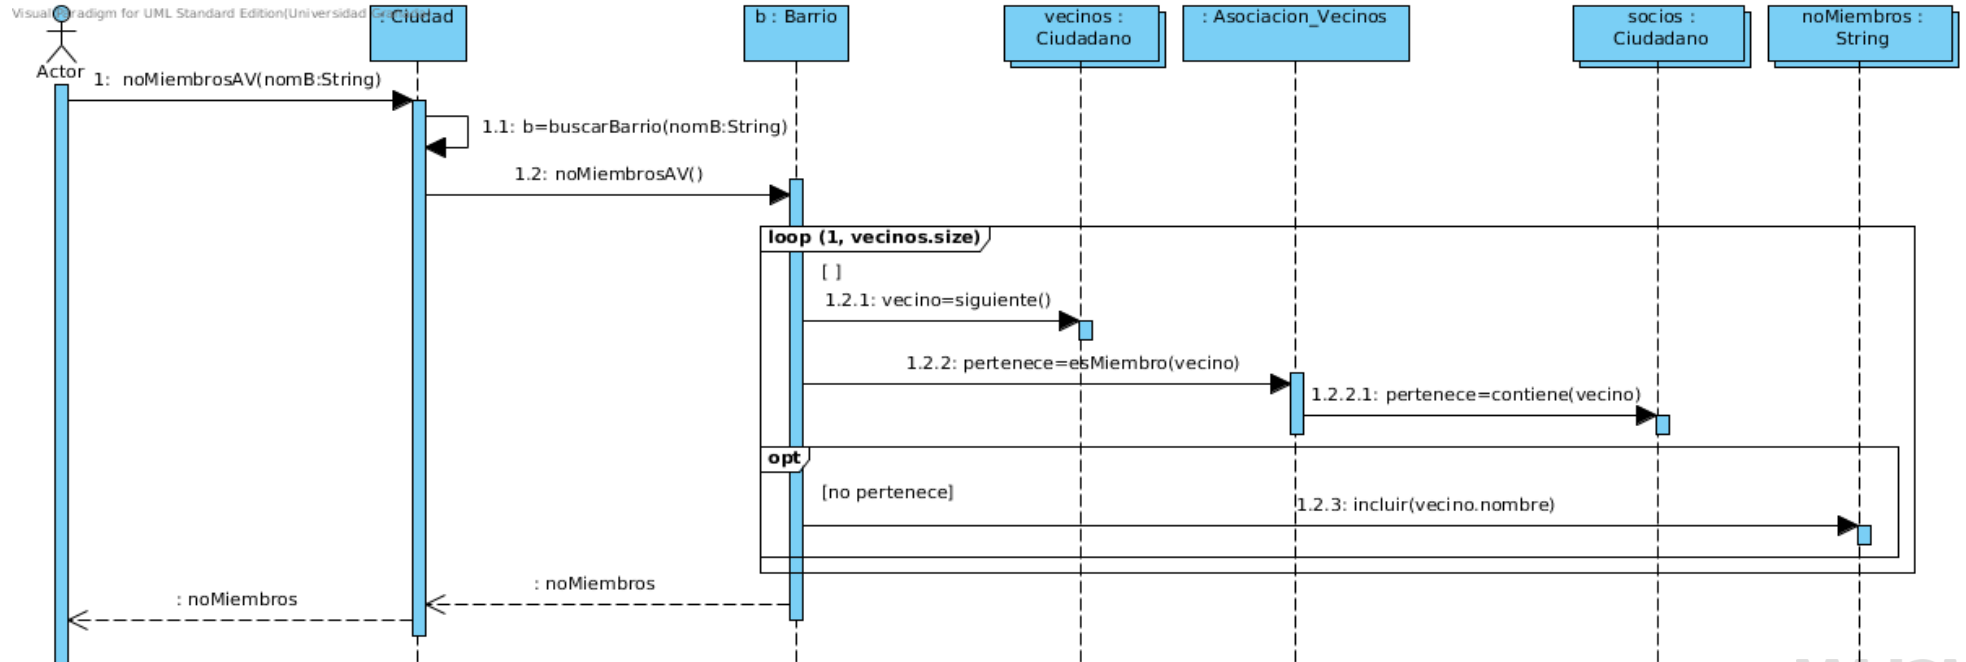 Visual Paradigm for UML Standard Edition(Universidad
: Ciudad
b : Barrio
vecinos :
Ciudadano
: Asociacion_Vecinos
socios :
Ciudadano
noMiembros :
String
Actor
1: noMiembrosAV(nomB:String)
1.1: b=buscarBarrio(nomB:String)
1.2: noMiembrosAV()
loop (1, vecinos.size)
[ ]
1.2.1: vecino=siguiente()
1.2.2: pertenece=esMiembro(vecino)
1.2.2.1: pertenece=contiene(vecino)
opt
[no pertenece]
1.2.3: incluir(vecino.nombre)
: noMiembros
: noMiembros